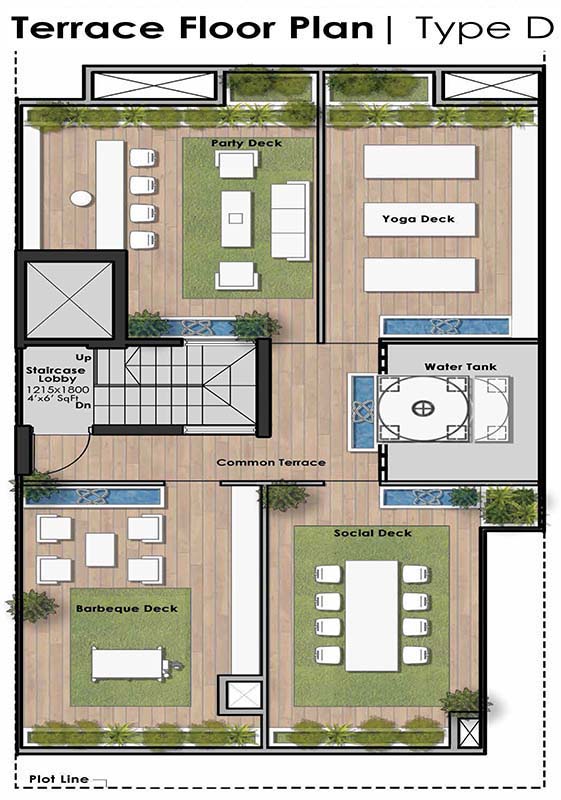 Terrace Floor Plan | Type D
Party Deck
Yoga Deck
Up
Staircase
Lobby
1215x1800
4'x6' SqFt
Dn
Water Tank
Common Terrace
Social Deck
Barbeque Deck
Plot Line